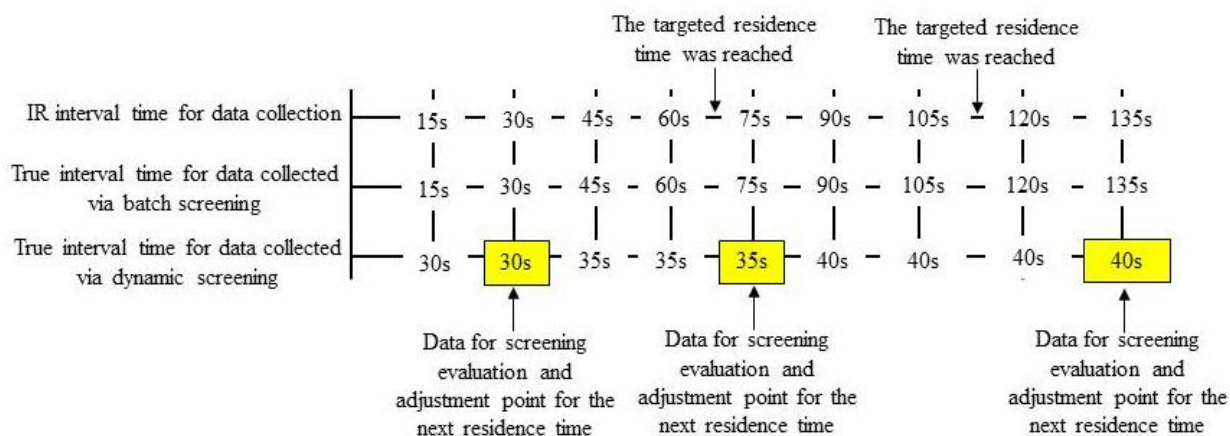 The targeted residence
time was reached
The targeted residence
time was reached
IR interval time for data collection
15s 30s 45s 60s 75s 90s 105s 120s 135s
True interval time for data collected
via batch screening
15s 30s 45s 60s 75s 90s 105s 120s 135s
True interval time for data collected
via dynamic screening
30s 30s 35s 35s 35s 40s 40s 40s 40s
Data for screening
evaluation and
adjustment point for the
next residence time
Data for screening
evaluation and
adjustment point for the
next residence time
Data for screening
evaluation and
adjustment point for the
next residence time